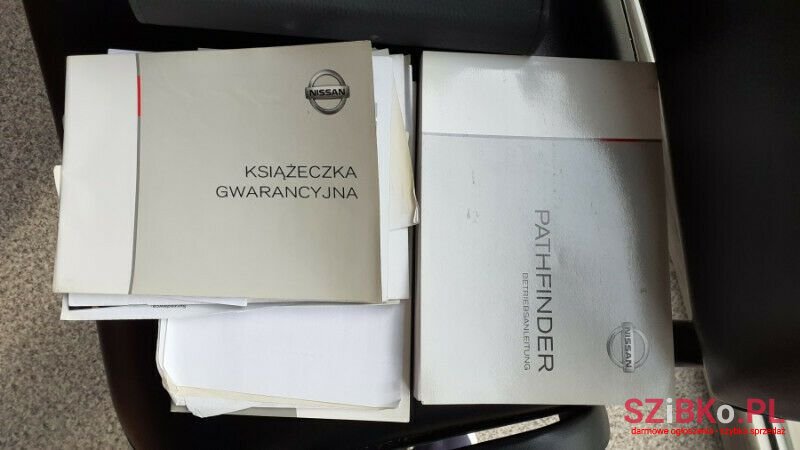 NISSAN
KSIĄŻECZKA
GWARANCYJNA
PATHFINDER
BETRIEBSANLEITUNG
NISSAN
SZiBKo.PL
darmowe ogłoszenia - szybka sprzedaż